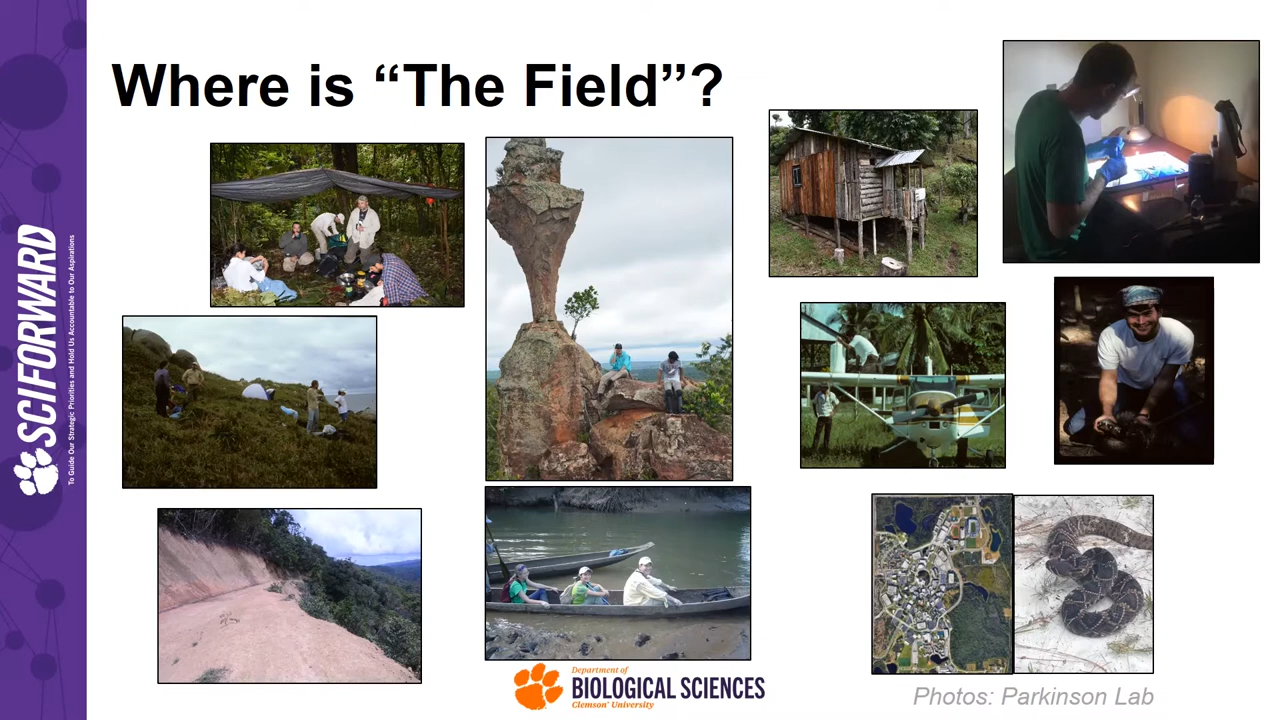 Where is “The Field”?
SCIFORWARD
To Guide Our Strategic Priorities and Hold Us Accountable to Our Aspirations
Department of
BIOLOGICAL SCIENCES
Clemson® University
Photos: Parkinson Lab